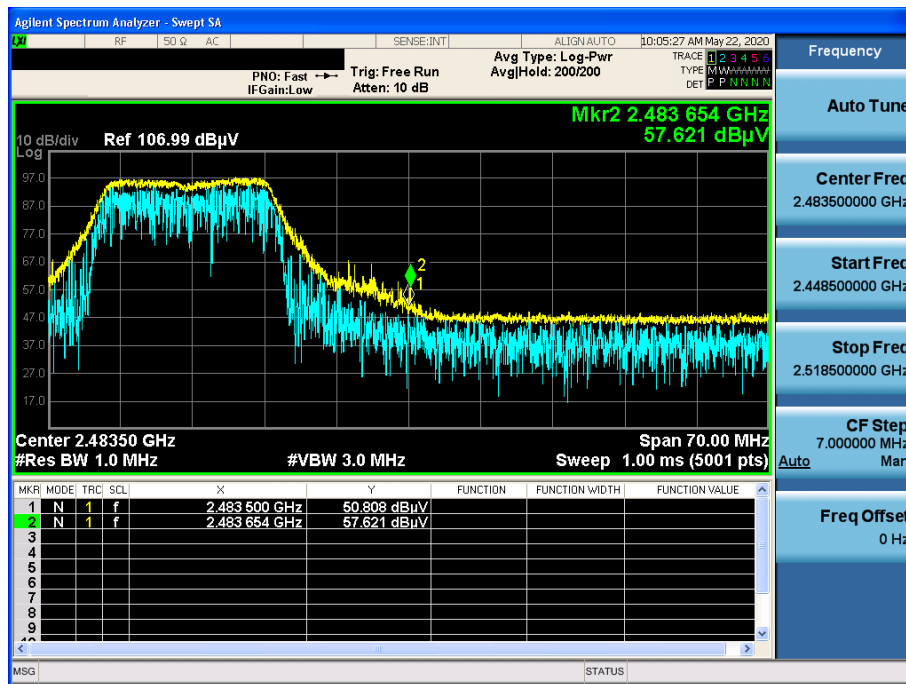 Agilent Spectrum Analyzer - Swept SA
LXI RF 50 Ω AC SENSE:INT ALIGN AUTO 10:05:27 AM May 22, 2020
PNO: Fast Trig: Free Run Avg Type: Log-Pwr TRACE 1 2 3 4 5 6
IFGain:Low Atten: 10 dB Avg|Hold: 200/200 TYPE M
DET P P N N N N
Mkr2 2.483 654 GHz
57.621 dBµV
10 dB/div Ref 106.99 dBµV
Log
97.0
87.0
77.0
67.0
57.0
47.0
37.0
27.0
17.0
2
1
Center 2.48350 GHz Span 70.00 MHz
#Res BW 1.0 MHz #VBW 3.0 MHz Sweep 1.00 ms (5001 pts)
MKR MODE TRC SCL X Y FUNCTION FUNCTION WIDTH FUNCTION VALUE
1 N 1 f 2.483 500 GHz 50.808 dBµV
2 N 1 f 2.483 654 GHz 57.621 dBµV
3
4
5
6
7
8
9
MSG STATUS
Frequency
Auto Tune
Center Freq
2.483500000 GHz
Start Freq
2.448500000 GHz
Stop Freq
2.518500000 GHz
CF Step
7.000000 MHz
Auto Man
Freq Offset
0 Hz